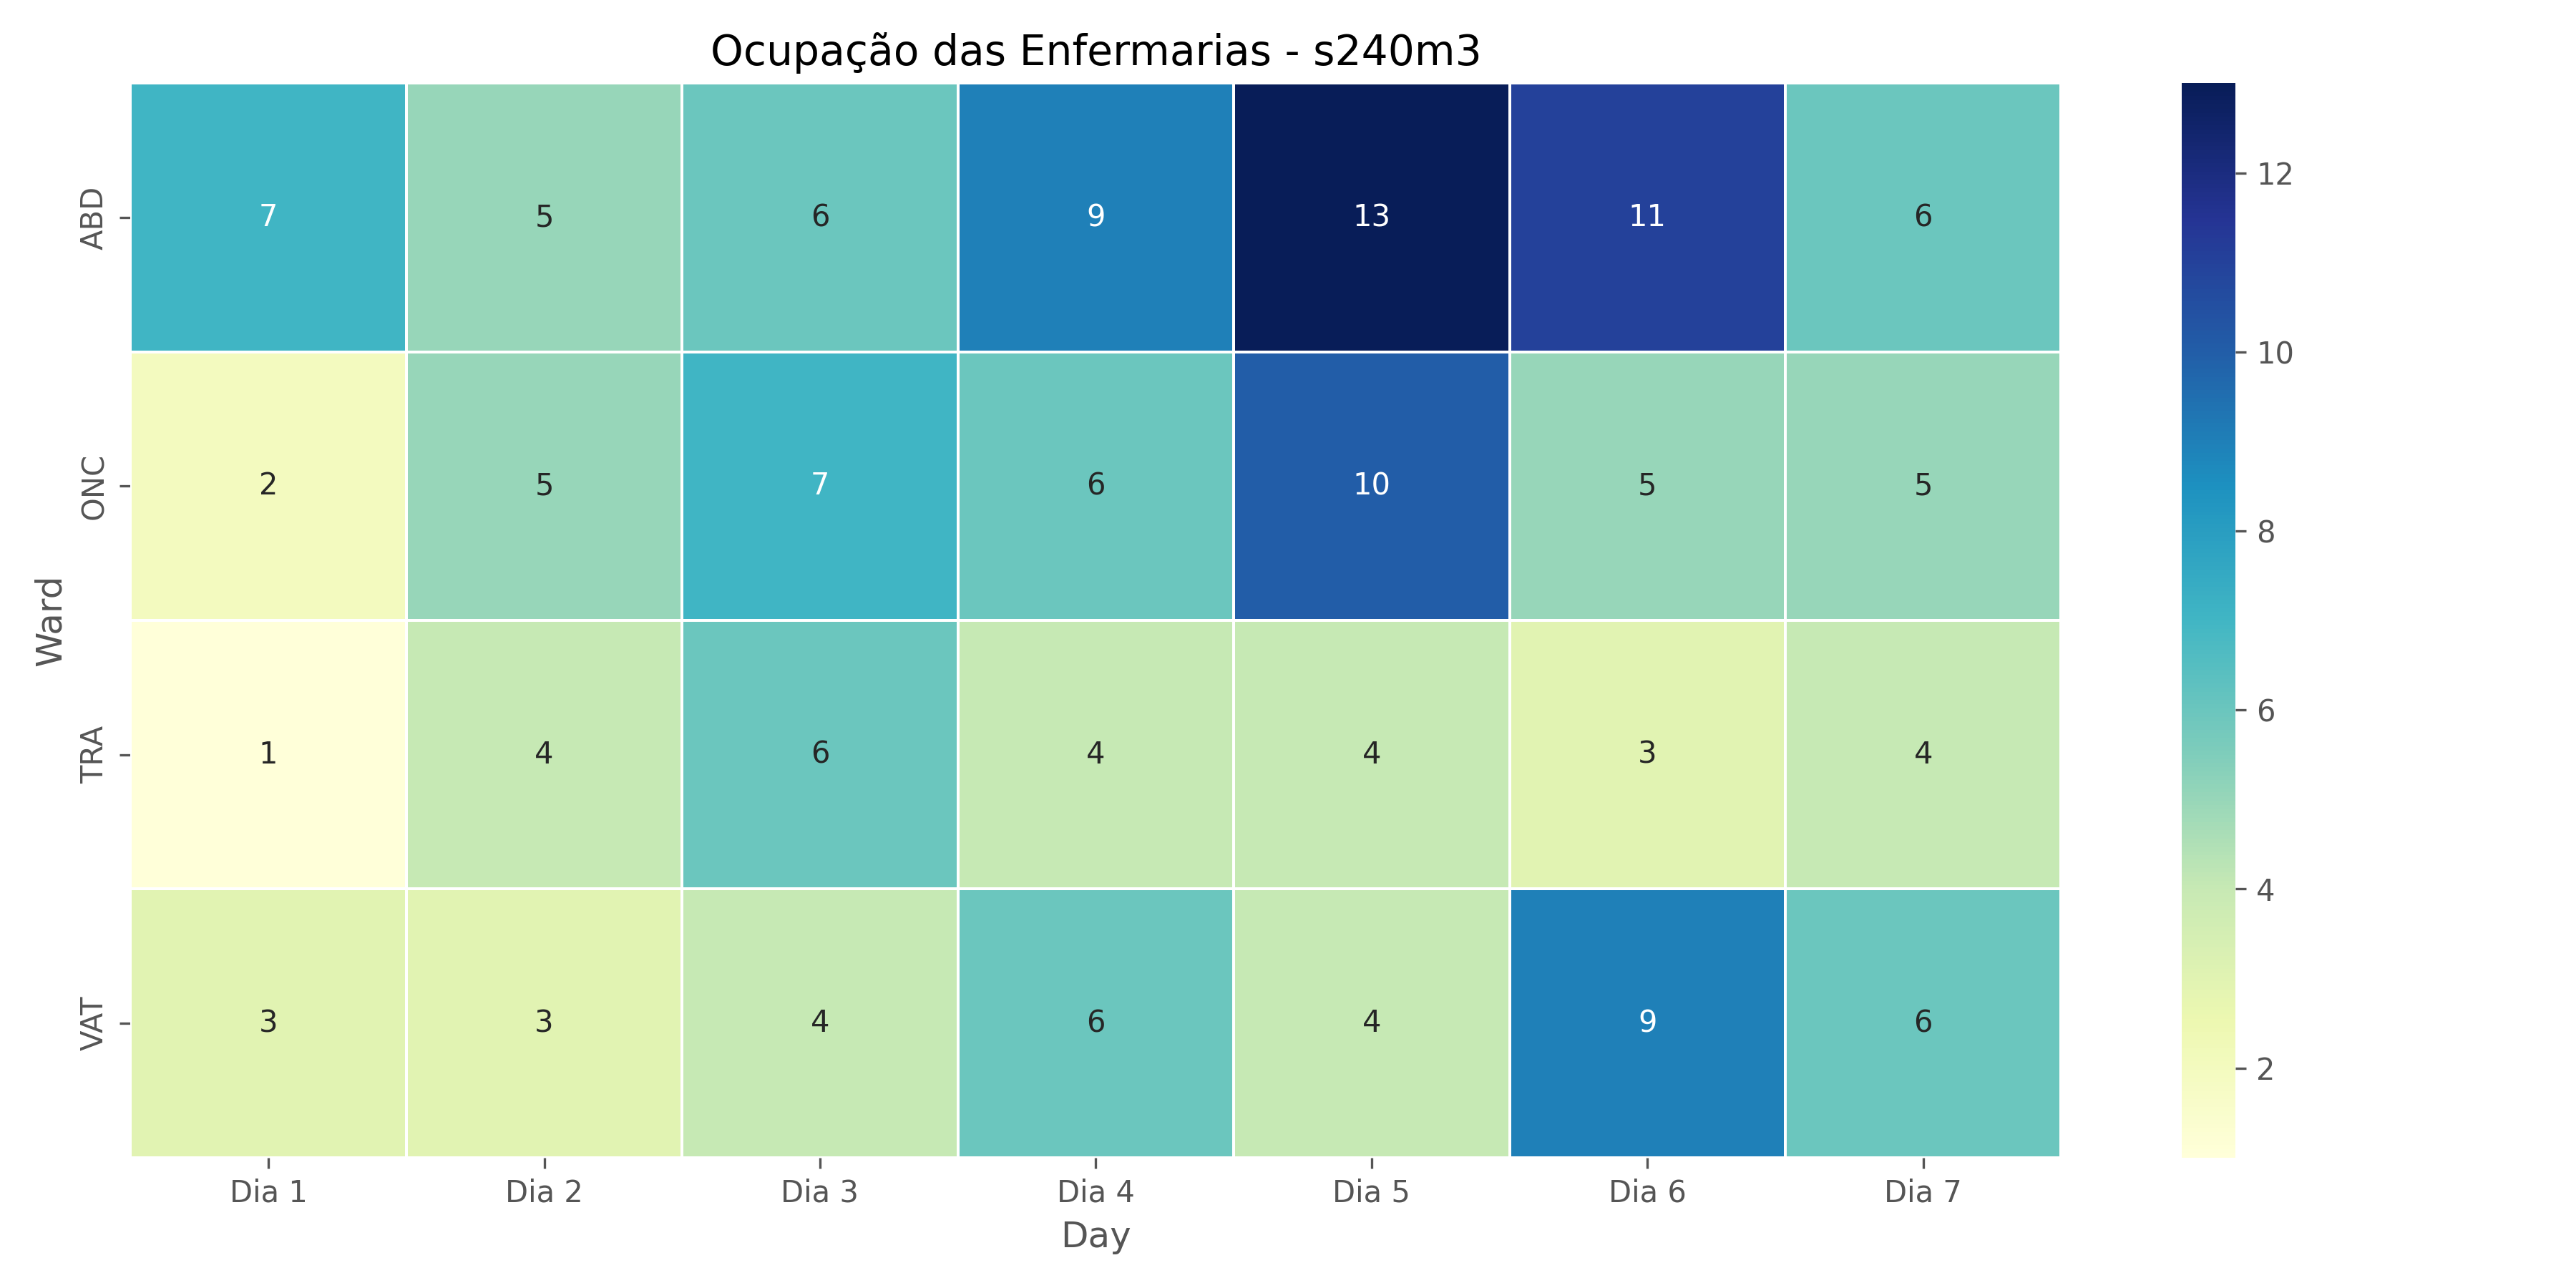 Ocupação das Enfermarias - s240m3
Ward
ABD 7 5 6 9 13 11 6
ONC 2 5 7 6 10 5 5
TRA 1 4 6 4 4 3 4
VAT 3 3 4 6 4 9 6
Dia 1 Dia 2 Dia 3 Dia 4 Dia 5 Dia 6 Dia 7
Day
12
10
8
6
4
2